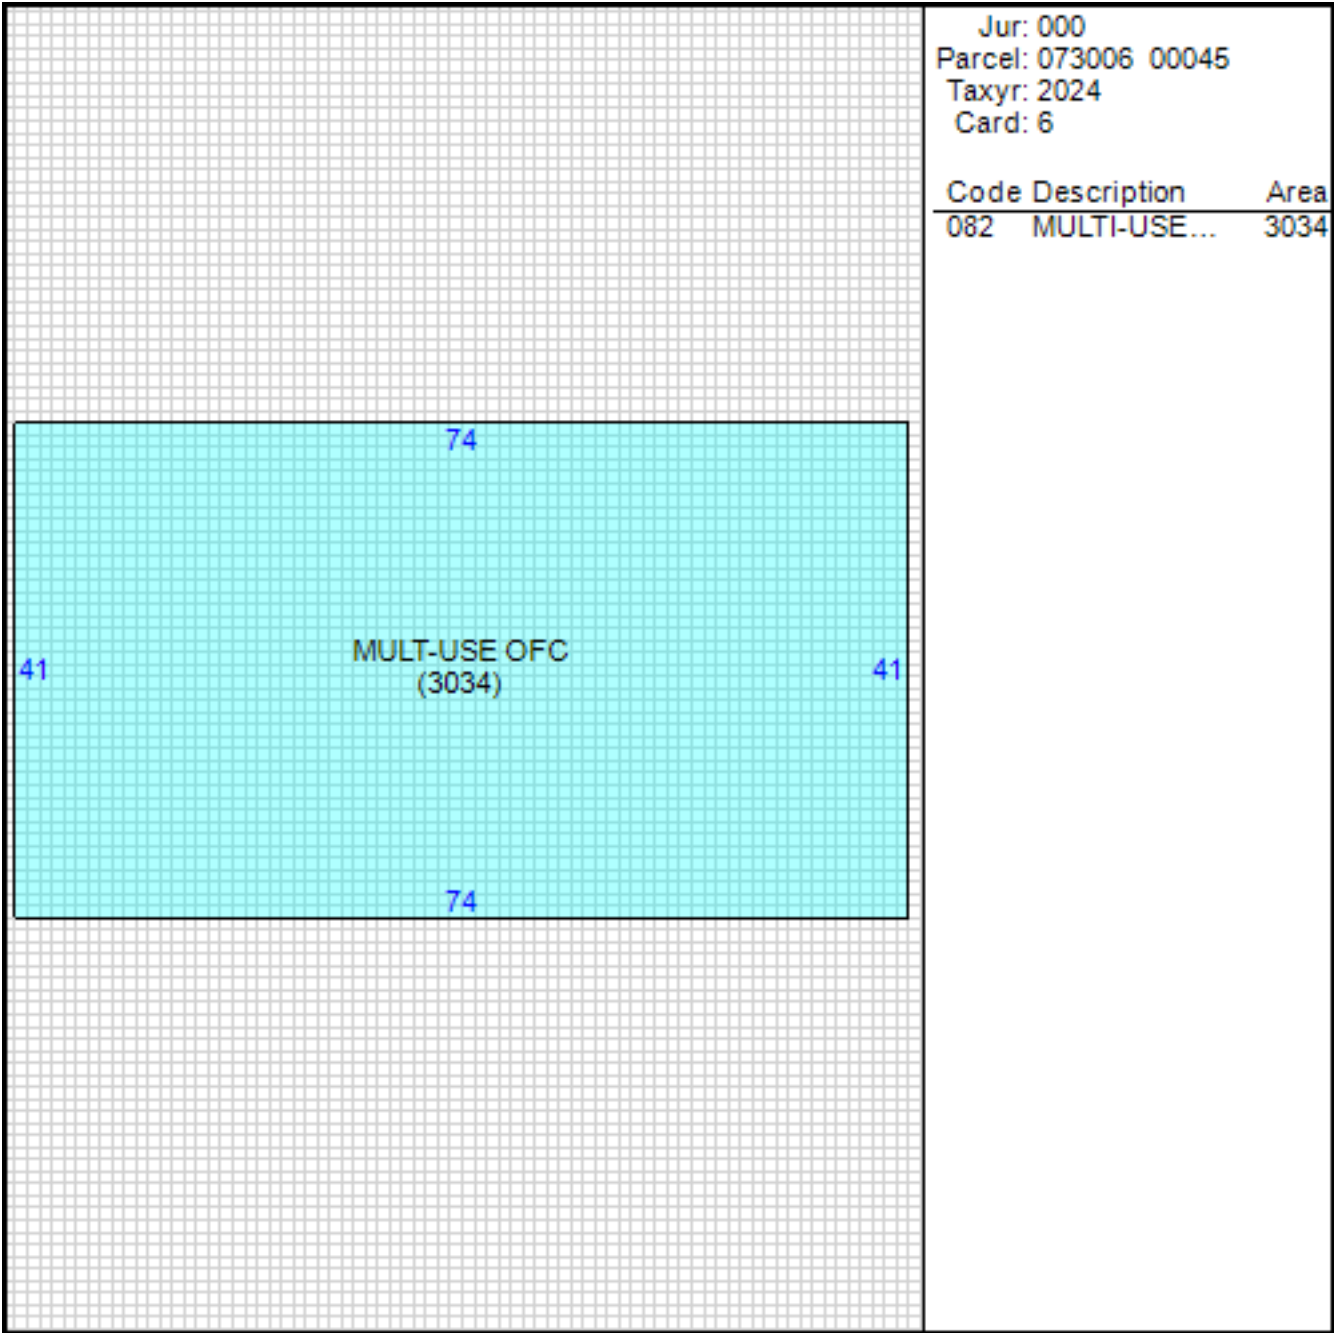 Jur: 000
Parcel: 073006 00045
Taxyr: 2024
Card: 6
Code Description Area
082 MULTI-USE... 3034
74
MULT-USE OFC
41 41
(3034)
74